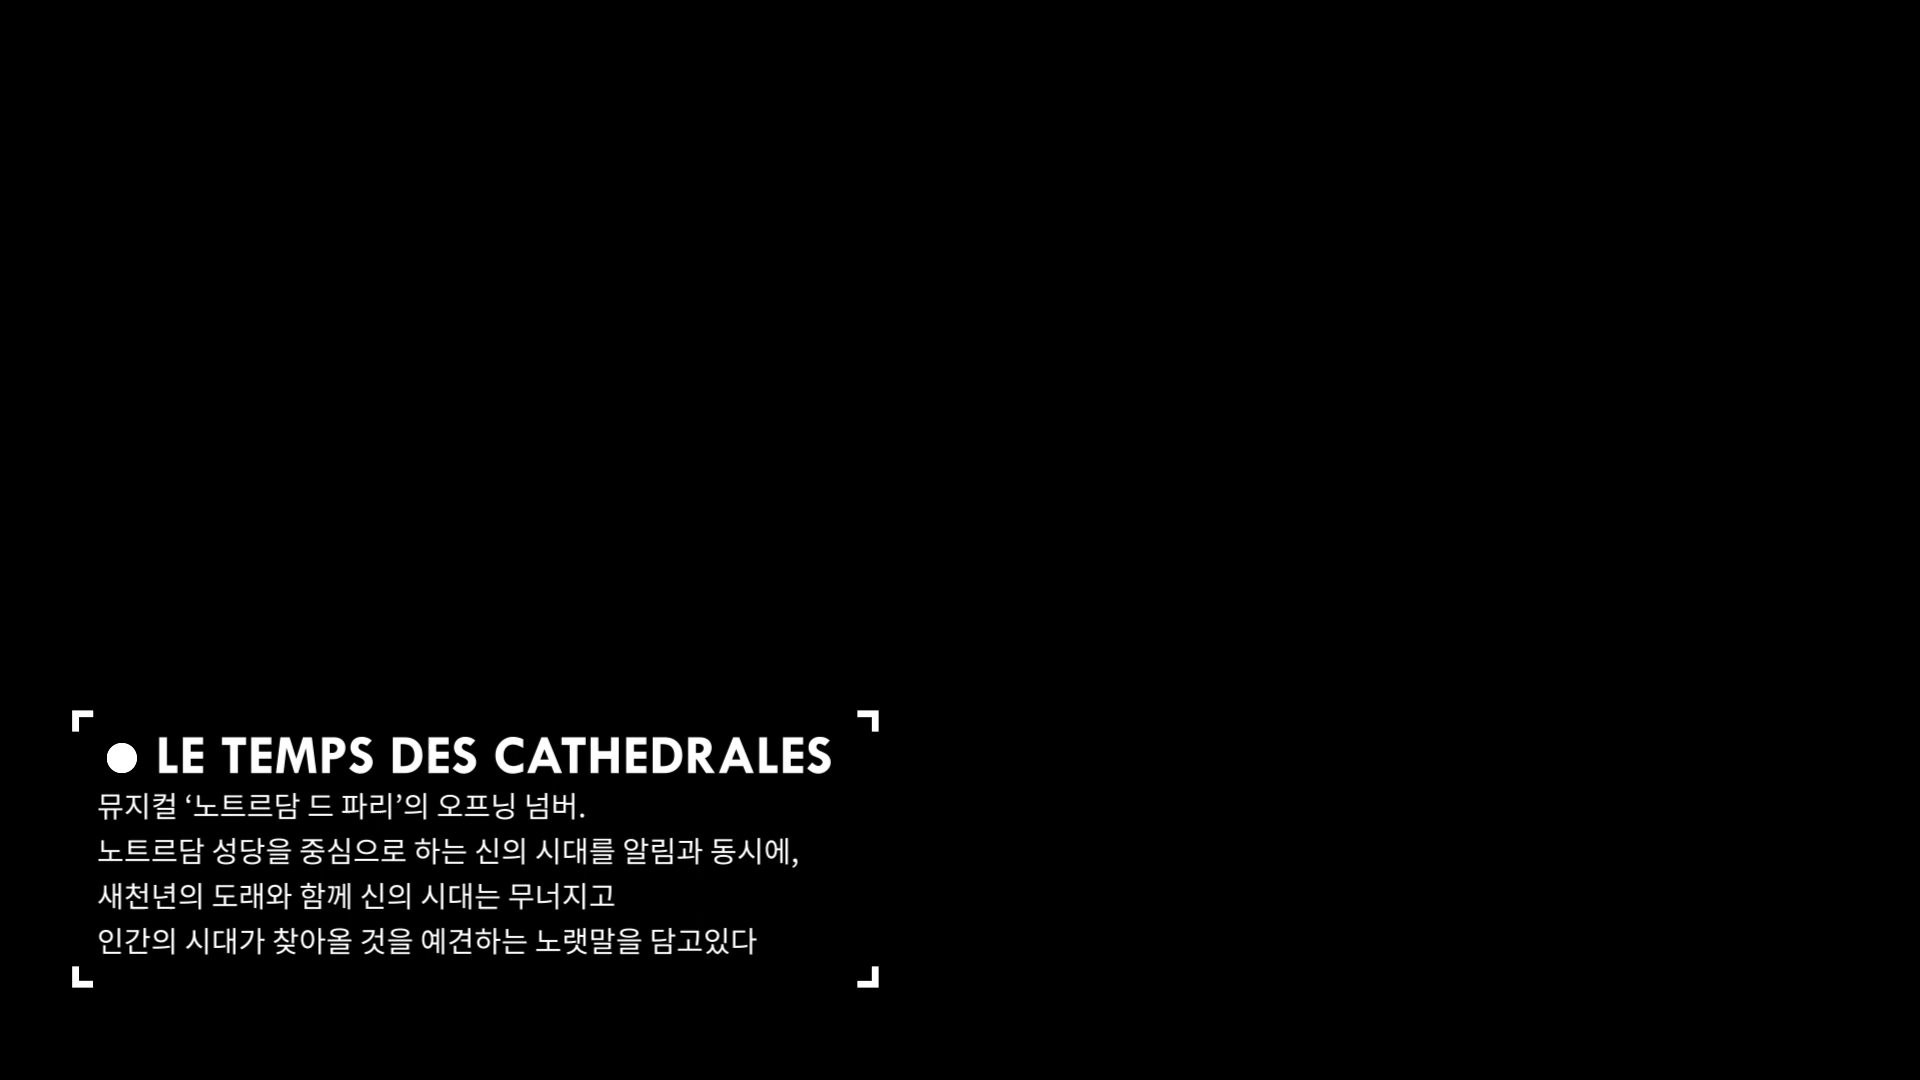 LE TEMPS DES CATHEDRALES
뮤지컬 ‘노트르담 드 파리’의 오프닝 넘버.
노트르담 성당을 중심으로 하는 신의 시대를 알림과 동시에,
새천년의 도래와 함께 신의 시대는 무너지고
인간의 시대가 찾아올 것을 예견하는 노랫말을 담고있다